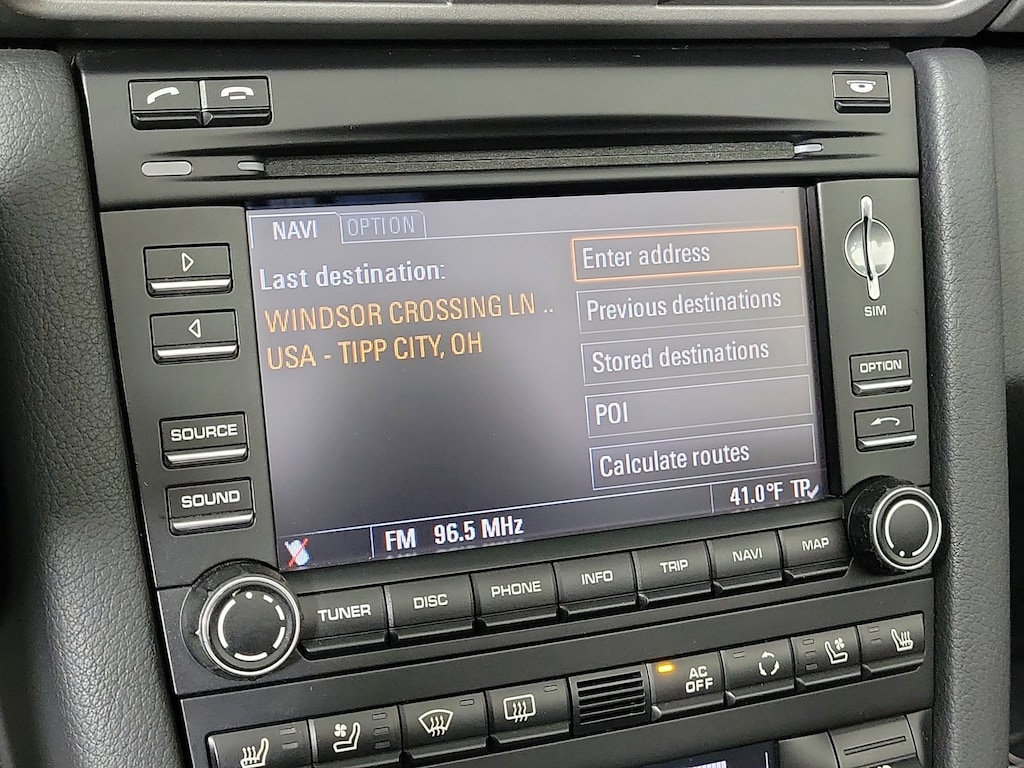 NAVI OPTION
Last destination:
WINDSOR CROSSING LN ..
USA - TIPP CITY, OH
Enter address
Previous destinations
Stored destinations
POI
Calculate routes
FM 96.5 MHz
41.0°F TP
SIM
OPTION
SOURCE
SOUND
TUNER DISC PHONE INFO TRIP NAVI MAP
AC
OFF